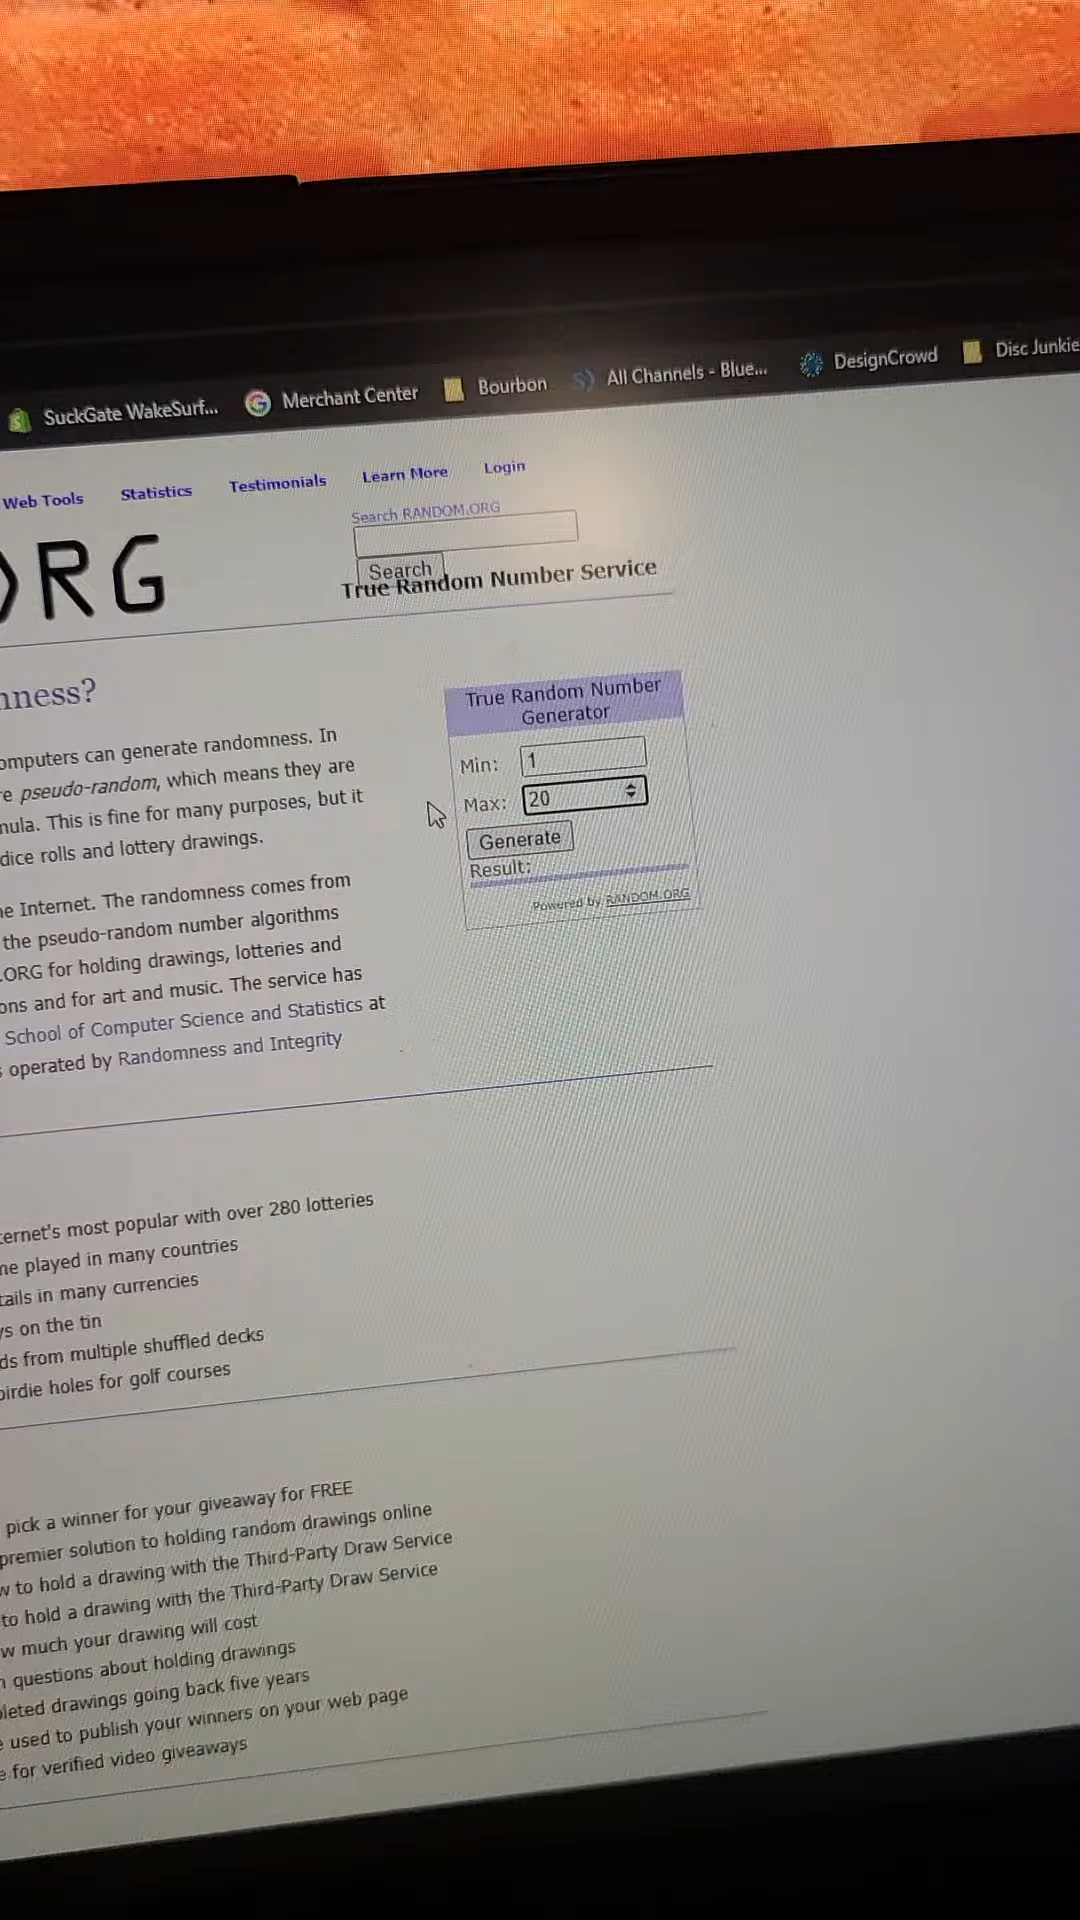 SuckGate WakeSurf... Merchant Center Bourbon All Channels - Blue... DesignCrowd Disc Junkie
Web Tools Statistics Testimonials Learn More Login
Search RANDOM.ORG
Search
ORG True Random Number Service
True Random Number
Generator
Min: 1
Max: 20
Generate
Result:
Powered by RANDOM.ORG
ness?
omputers can generate randomness. In
re pseudo-random, which means they are
mula. This is fine for many purposes, but it
dice rolls and lottery drawings.
he Internet. The randomness comes from
the pseudo-random number algorithms
.ORG for holding drawings, lotteries and
ons and for art and music. The service has
School of Computer Science and Statistics at
s operated by Randomness and Integrity
ternet's most popular with over 280 lotteries
me played in many countries
tails in many currencies
ys on the tin
ds from multiple shuffled decks
birdie holes for golf courses
pick a winner for your giveaway for FREE
premier solution to holding random drawings online
w to hold a drawing with the Third-Party Draw Service
to hold a drawing with the Third-Party Draw Service
w much your drawing will cost
n questions about holding drawings
pleted drawings going back five years
e used to publish your winners on your web page
e for verified video giveaways